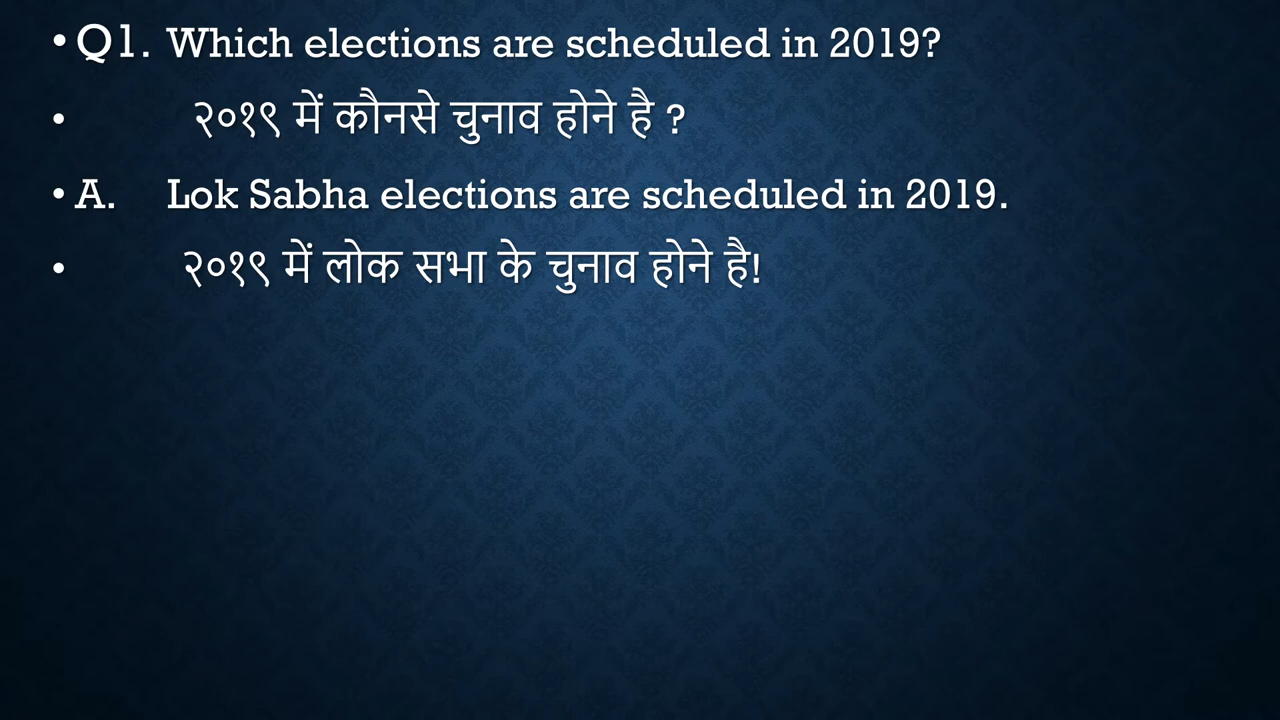 • Q1. Which elections are scheduled in 2019?
• २०१९ में कौनसे चुनाव होने है ?
• A. Lok Sabha elections are scheduled in 2019.
• २०१९ में लोक सभा के चुनाव होने है!